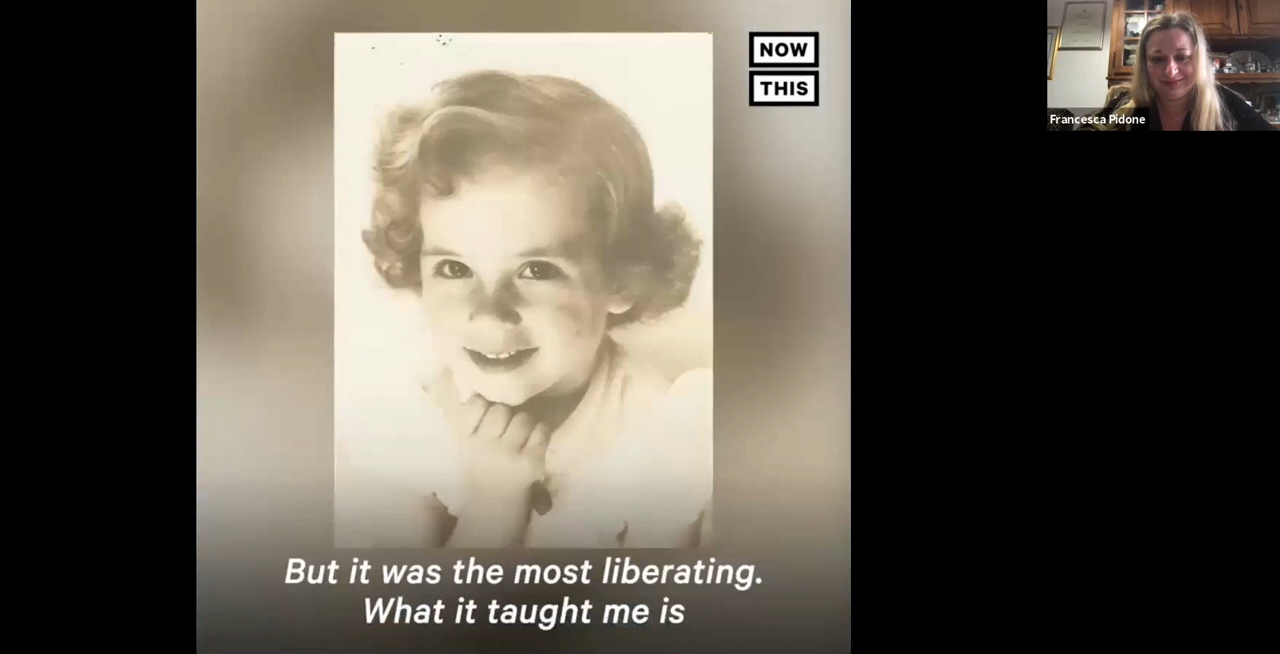 NOW
THIS
Francesca Pidone
But it was the most liberating.
What it taught me is